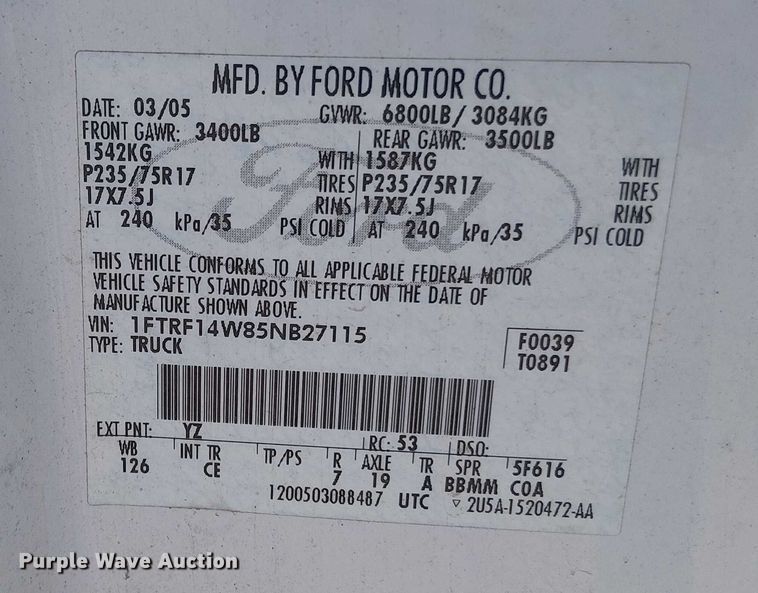 MFD. BY FORD MOTOR CO.
DATE: 03/05 GVWR: 6800LB/ 3084KG
FRONT GAWR: 3400LB REAR GAWR: 3500LB
1542KG WITH 1587KG WITH
P235/75R17 TIRES P235/75R17 TIRES
17X7.5J RIMS 17X7.5J RIMS
AT 240 kPa/35 PSI COLD AT 240 kPa/35 PSI COLD
Ford
THIS VEHICLE CONFORMS TO ALL APPLICABLE FEDERAL MOTOR
VEHICLE SAFETY STANDARDS IN EFFECT ON THE DATE OF
MANUFACTURE SHOWN ABOVE.
VIN: 1FTRF14W85NB27115
TYPE: TRUCK
F0039
T0891
EXT PNT: YZ RC: 53 DSO:
WB INT TR TP/PS R AXLE TR SPR 5F616
126 CE 7 19 A BBMM COA
1200503088487 UTC ▽ 2U5A-1520472-AA
Purple Wave Auction